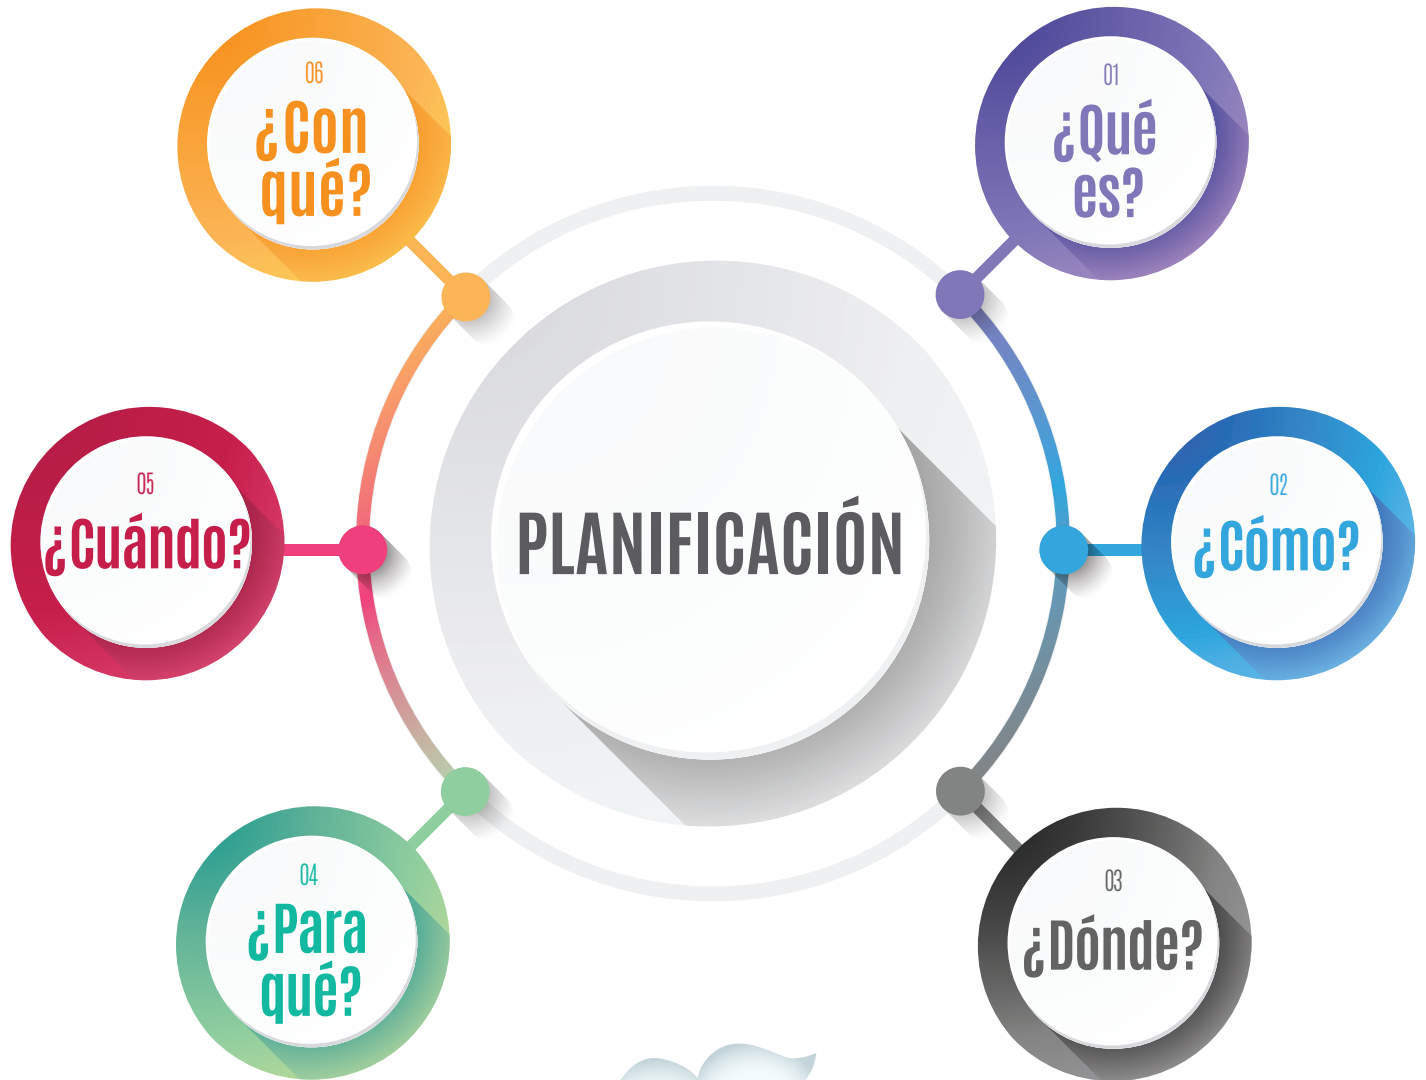 PLANIFICACIÓN
01
¿Qué
es?
02
¿Cómo?
03
¿Dónde?
04
¿Para
qué?
05
¿Cuándo?
06
¿Con
qué?